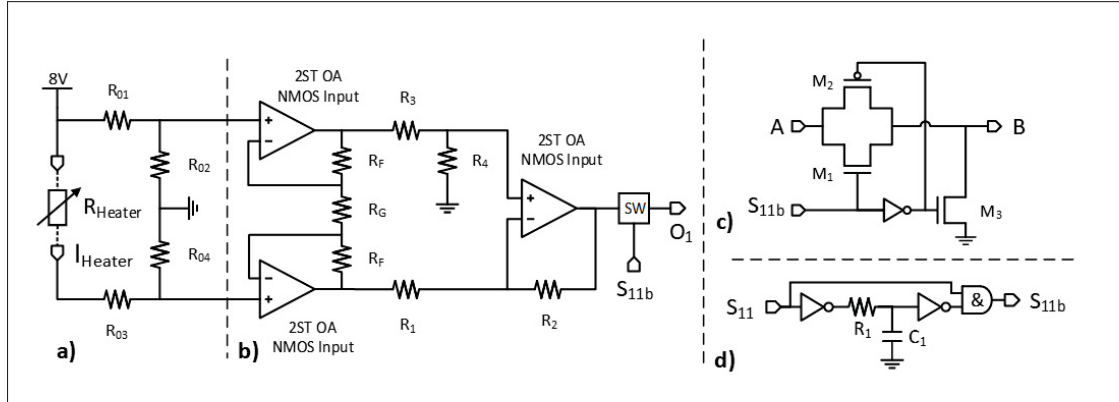 8V
R01
R02
RHeater
IHeater
R04
R03
a)
2ST OA
NMOS Input
R3
R4
RF
RG
RF
2ST OA
NMOS Input
SW
O1
S11b
R1
R2
2ST OA
NMOS Input
b)
M2
A
B
M1
S11b
M3
c)
S11
R1
C1
&
S11b
d)